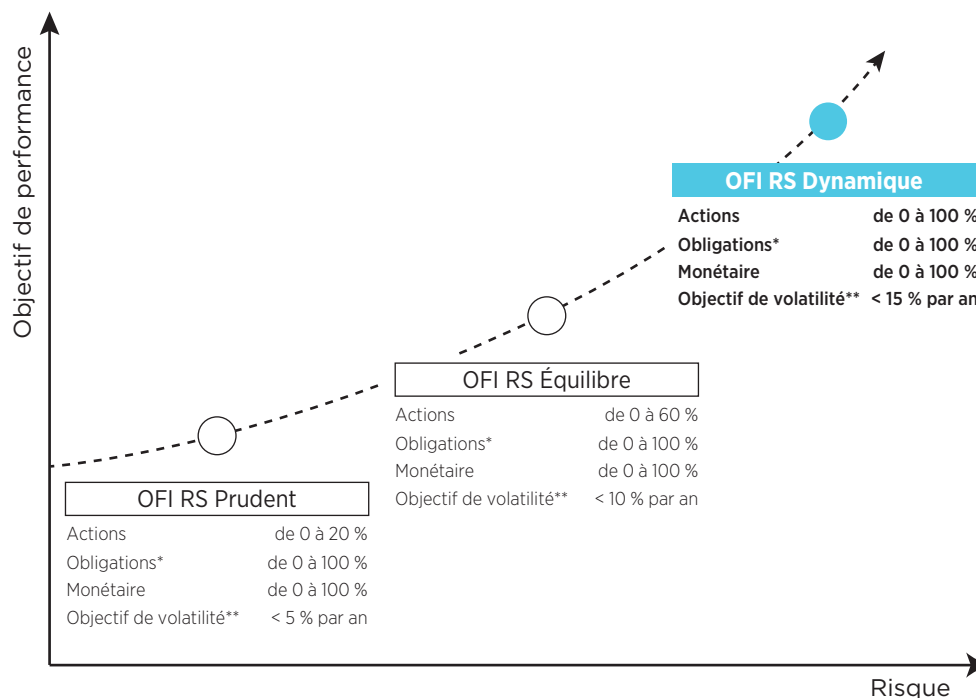 Objectif de performance
OFI RS Dynamique
Actions de 0 à 100 %
Obligations* de 0 à 100 %
Monétaire de 0 à 100 %
Objectif de volatilité** < 15 % par an
OFI RS Équilibre
Actions de 0 à 60 %
Obligations* de 0 à 100 %
Monétaire de 0 à 100 %
Objectif de volatilité** < 10 % par an
OFI RS Prudent
Actions de 0 à 20 %
Obligations* de 0 à 100 %
Monétaire de 0 à 100 %
Objectif de volatilité** < 5 % par an
Risque